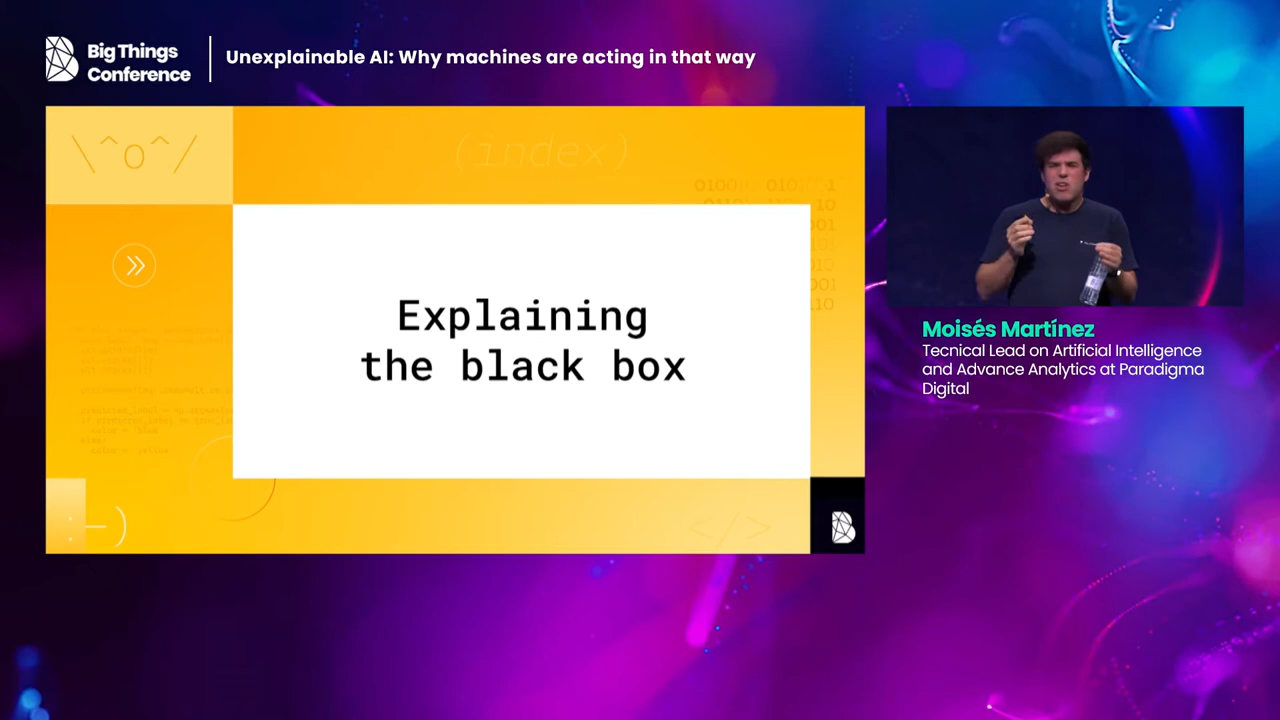 Big Things
Conference
Unexplainable AI: Why machines are acting in that way
\^o^/
(index)
Explaining
the black box
:-)
</>
Moisés Martínez
Tecnical Lead on Artificial Intelligence
and Advance Analytics at Paradigma
Digital